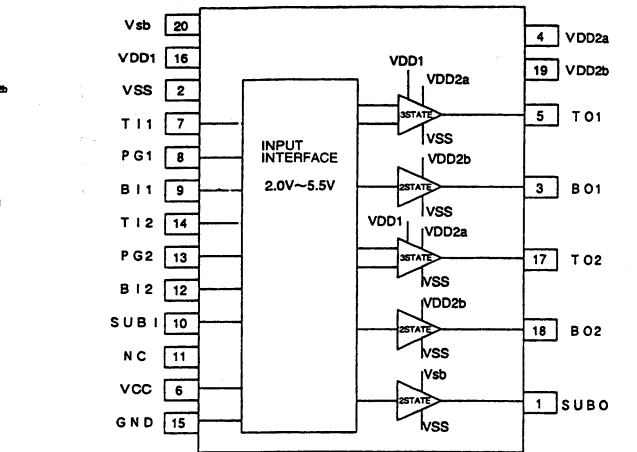 Vsb 20
VDD1 16
VSS 2
TI1 7
PG1 8
BI1 9
TI2 14
PG2 13
BI2 12
SUBI 10
NC 11
VCC 6
GND 15
INPUT
INTERFACE
2.0V~5.5V
VDD1
VDD2a
3STATE
VSS
VDD2b
2STATE
VSS
VDD1
VDD2a
3STATE
VSS
VDD2b
2STATE
VSS
Vsb
2STATE
VSS
4 VDD2a
19 VDD2b
5 TO1
3 BO1
17 TO2
18 BO2
1 SUBO
2b